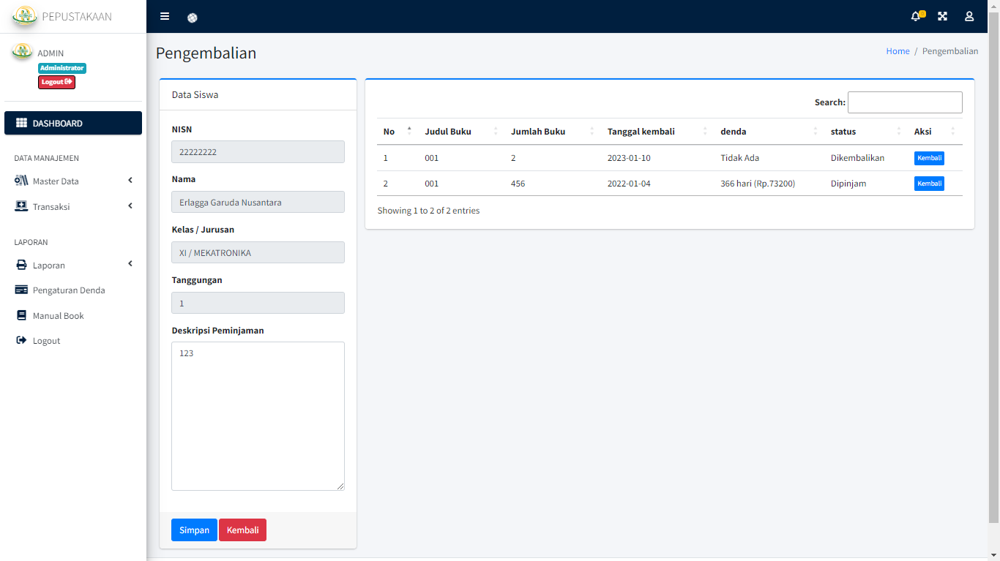 PEPUSTAKAAN
ADMIN
Administrator
Logout
DASHBOARD
DATA MANAJEMEN
Master Data
Transaksi
LAPORAN
Laporan
Pengaturan Denda
Manual Book
Logout
Pengembalian
Home / Pengembalian
Data Siswa
NISN
22222222
Nama
Erlagga Garuda Nusantara
Kelas / Jurusan
XI / MEKATRONIKA
Tanggungan
1
Deskripsi Peminjaman
123
Simpan Kembali
Search:
No Judul Buku Jumlah Buku Tanggal kembali denda status Aksi
1 001 2 2023-01-10 Tidak Ada Dikembalikan Kembali
2 001 456 2022-01-04 366 hari (Rp.73200) Dipinjam Kembali
Showing 1 to 2 of 2 entries